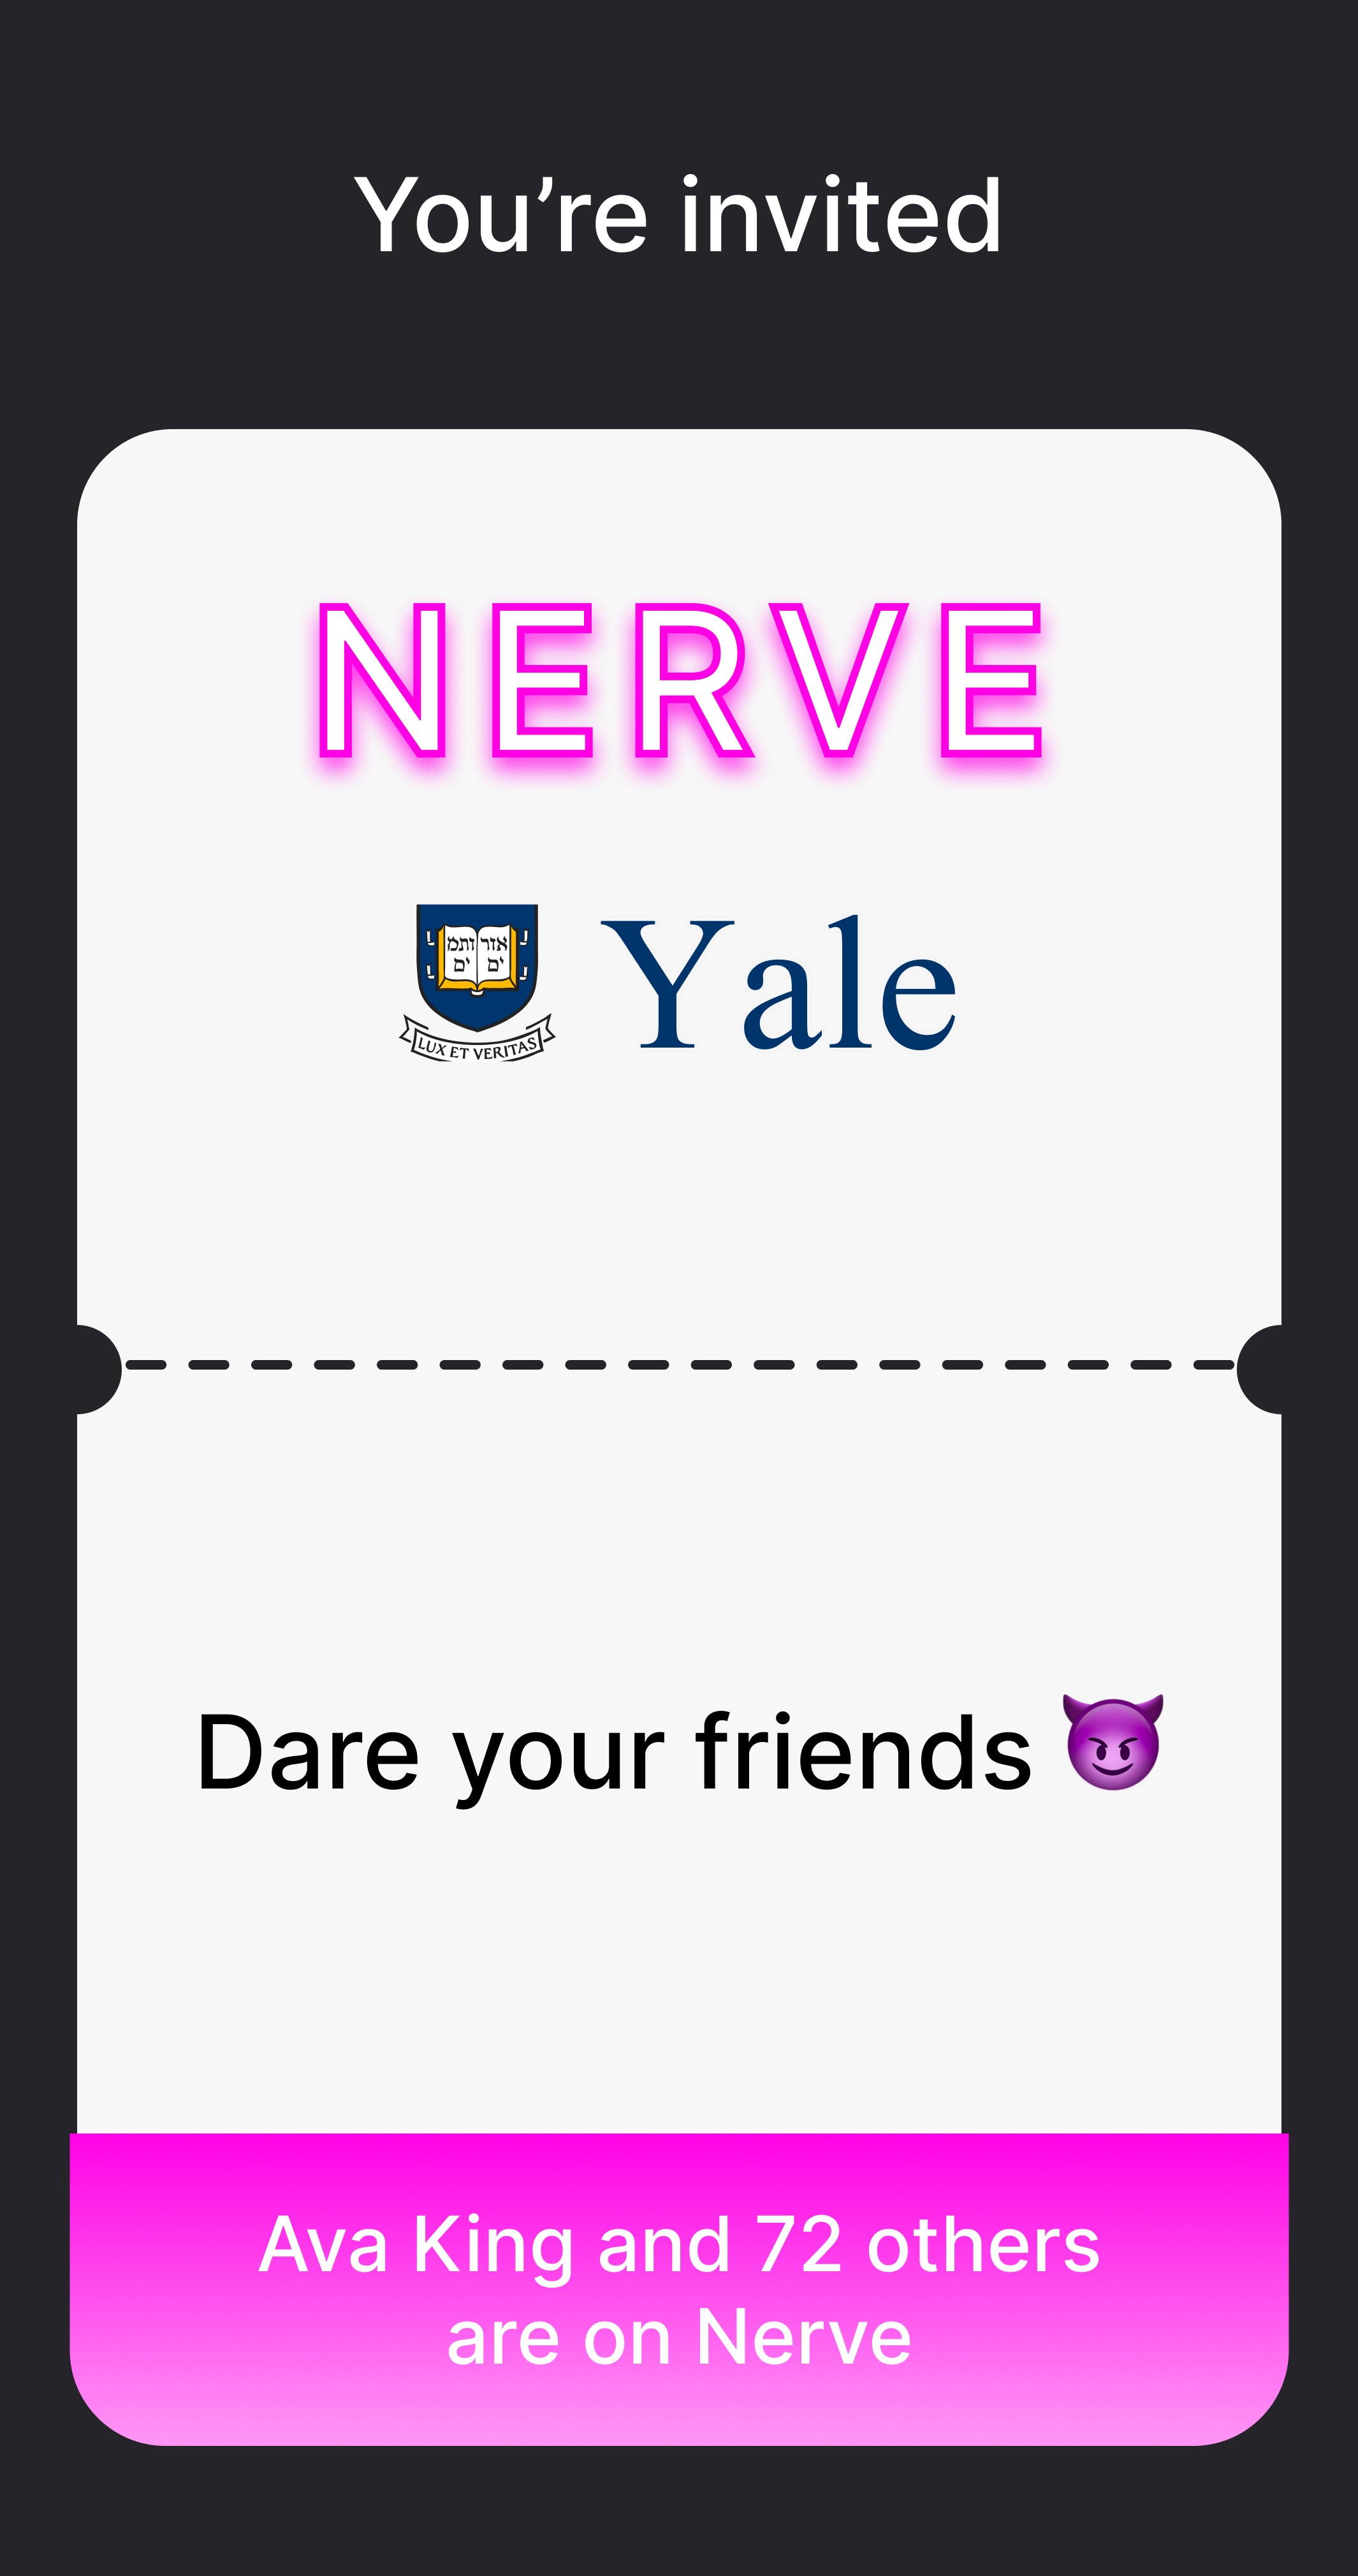 You’re invited
NERVE
אורים
ותמים
LUX ET VERITAS
Yale
Dare your friends 😈
Ava King and 72 others
are on Nerve